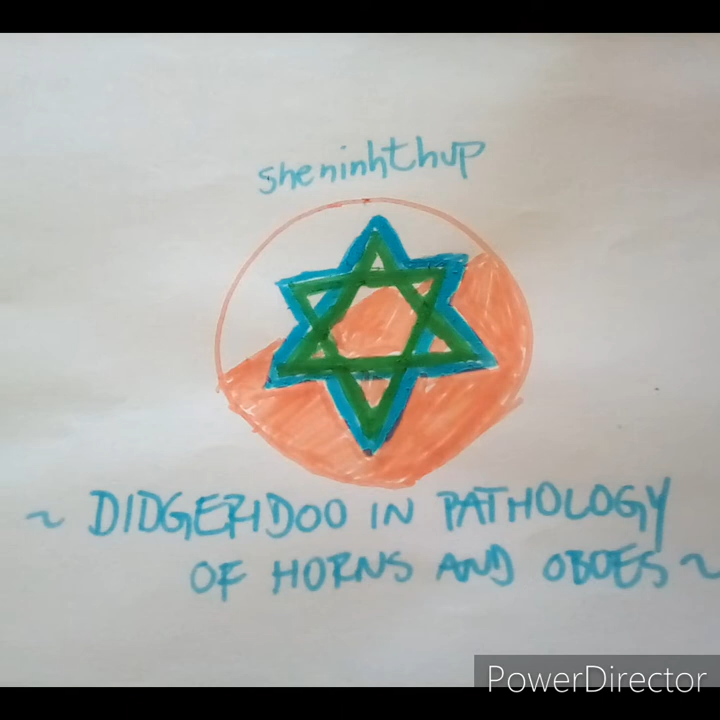 sheninhthup
~ DIDGERIDOO IN PATHOLOGY
OF HORNS AND OBOES ~
PowerDirector